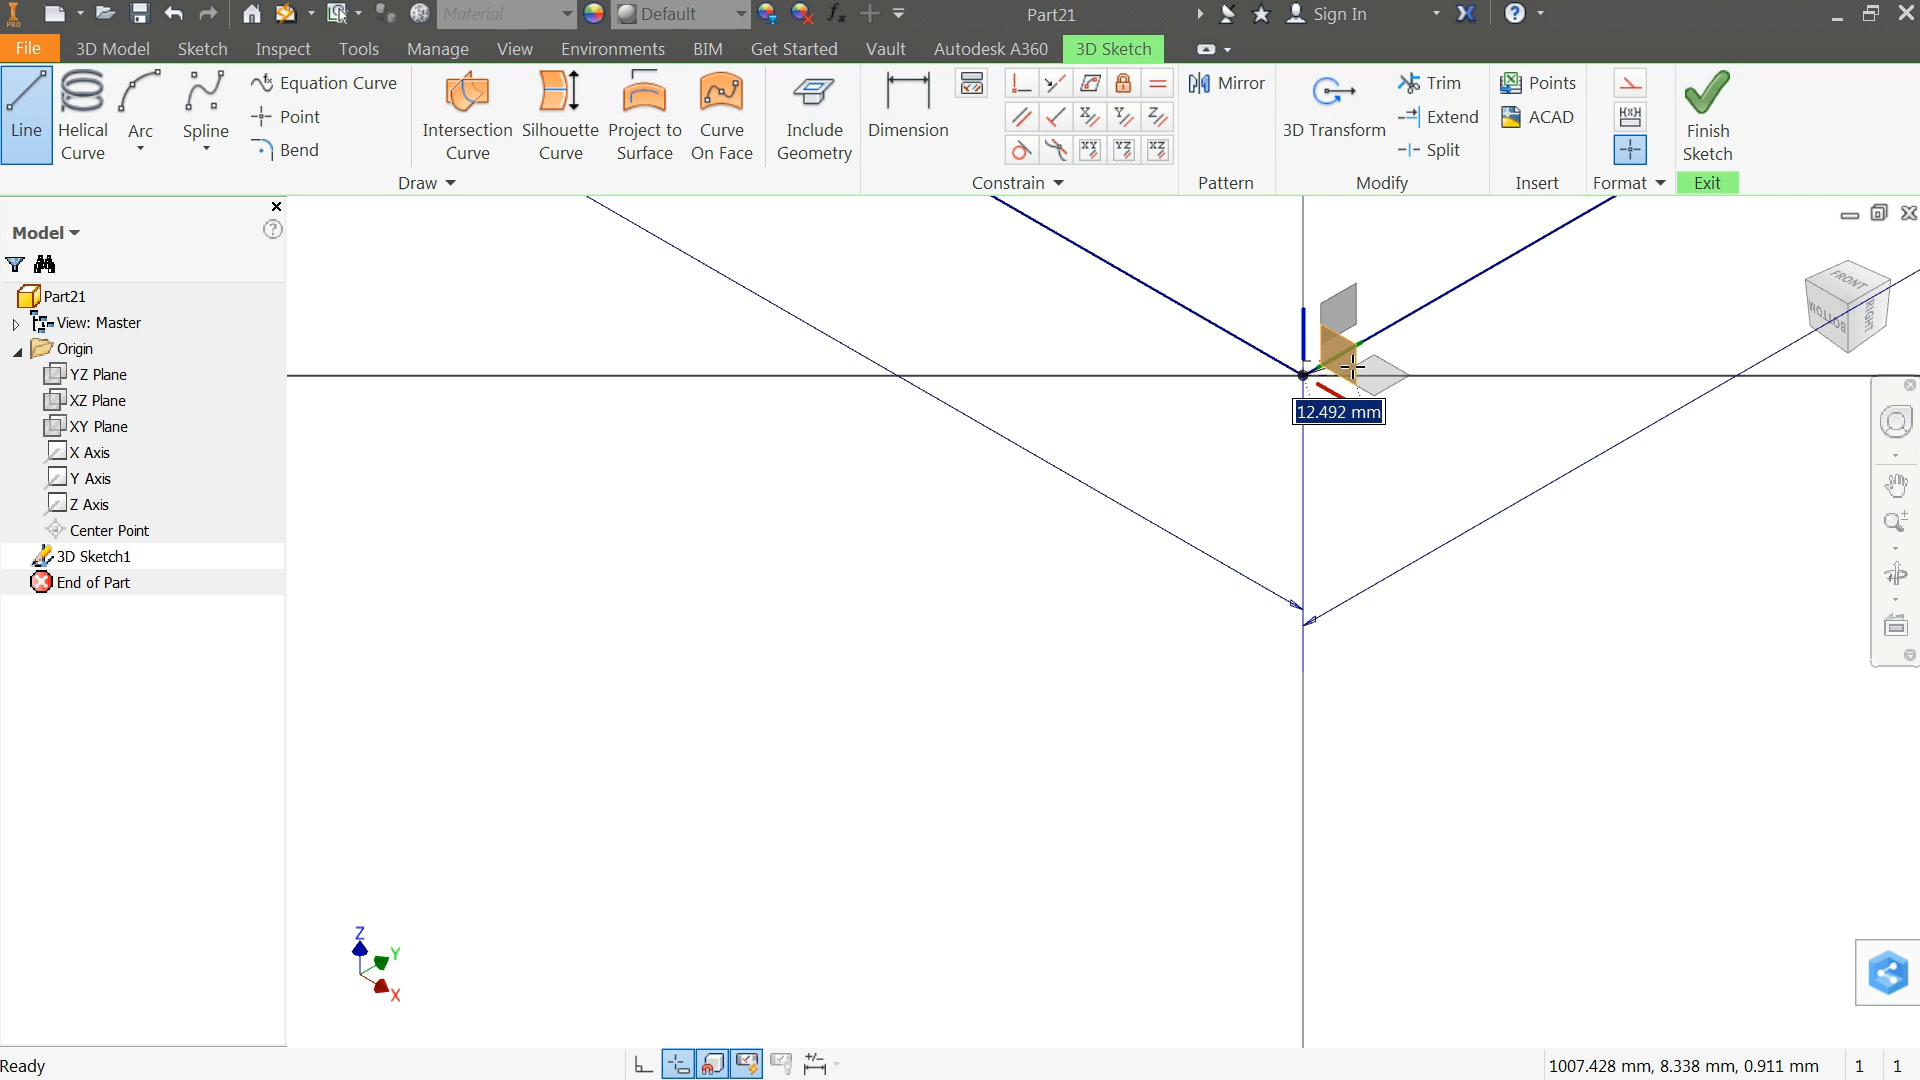 PRO
Material
Default
Part21
Sign In
File
3D Model
Sketch
Inspect
Tools
Manage
View
Environments
BIM
Get Started
Vault
Autodesk A360
3D Sketch
Line
Helical
Curve
Arc
Spline
Equation Curve
Point
Bend
Intersection
Curve
Silhouette
Curve
Project to
Surface
Curve
On Face
Include
Geometry
Dimension
Mirror
3D Transform
Trim
Extend
Split
Points
ACAD
Finish
Sketch
Draw
Constrain
Pattern
Modify
Insert
Format
Exit
Model
Part21
View: Master
Origin
YZ Plane
XZ Plane
XY Plane
X Axis
Y Axis
Z Axis
Center Point
3D Sketch1
End of Part
FRONT
RIGHT
BOTTOM
12.492 mm
Z
Y
X
Ready
1007.428 mm, 8.338 mm, 0.911 mm
1
1